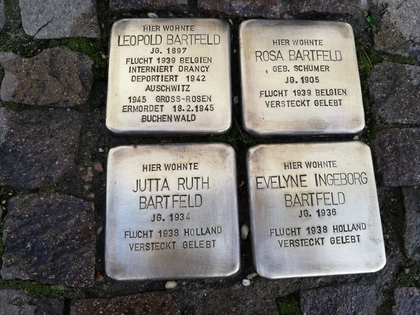 HIER WOHNTE
LEOPOLD BARTFELD
JG. 1897
FLUCHT 1939 BELGIEN
INTERNIERT DRANCY
DEPORTIERT 1942
AUSCHWITZ
1945 GROSS-ROSEN
ERMORDET 18.2.1945
BUCHENWALD
HIER WOHNTE
ROSA BARTFELD
GEB. SCHUMER
JG. 1905
FLUCHT 1939 BELGIEN
VERSTECKT GELEBT
HIER WOHNTE
JUTTA RUTH
BARTFELD
JG. 1934
FLUCHT 1938 HOLLAND
VERSTECKT GELEBT
HIER WOHNTE
EVELYNE INGEBORG
BARTFELD
JG. 1936
FLUCHT 1938 HOLLAND
VERSTECKT GELEBT